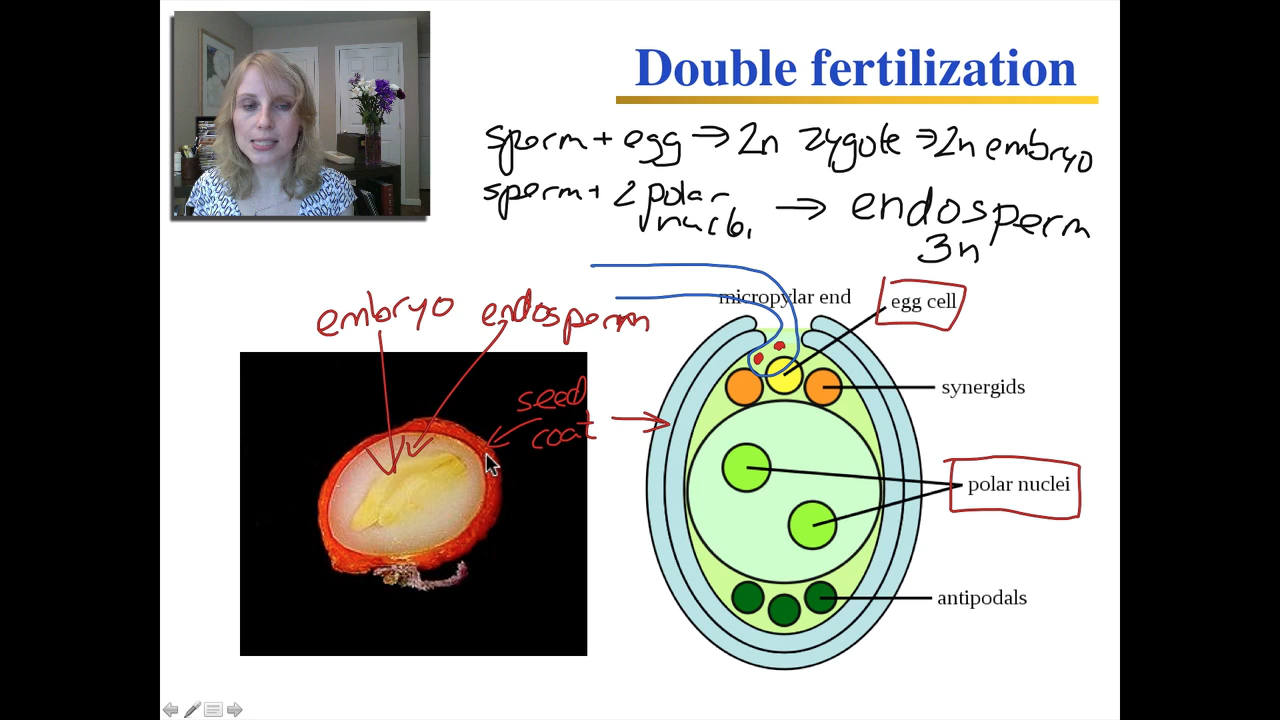 Double fertilization
sperm + egg ⇒ 2n zygote ⇒ 2n embryo
sperm + 2 polar
nuclei → endosperm
3n
micropylar end
egg cell
embryo endosperm
seed
coat
synergids
polar nuclei
antipodals